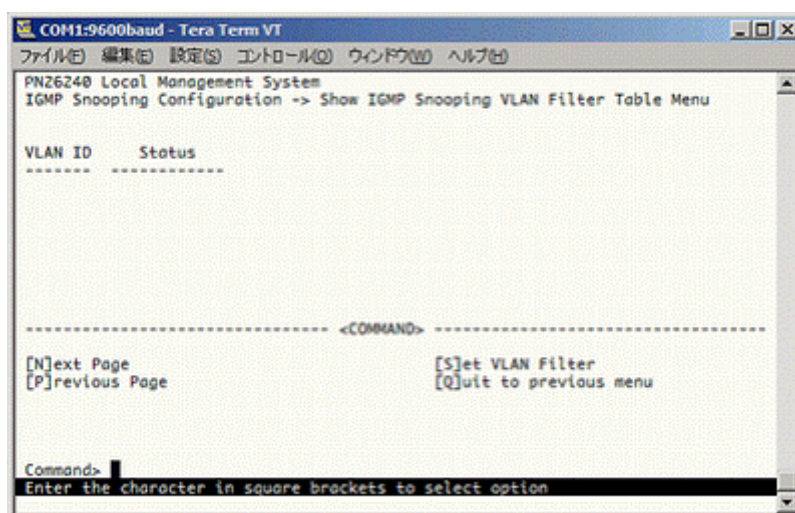 COM1:9600baud - Tera Term VT
ファイル(F) 編集(E) 設定(S) コントロール(O) ウィンドウ(W) ヘルプ(H)
PN26240 Local Management System
IGMP Snooping Configuration -> Show IGMP Snooping VLAN Filter Table Menu
VLAN ID Status
------- ------------
-------------------------------- <COMMAND> -----------------------------------
[N]ext Page [S]et VLAN Filter
[P]revious Page [Q]uit to previous menu
Command>
Enter the character in square brackets to select option